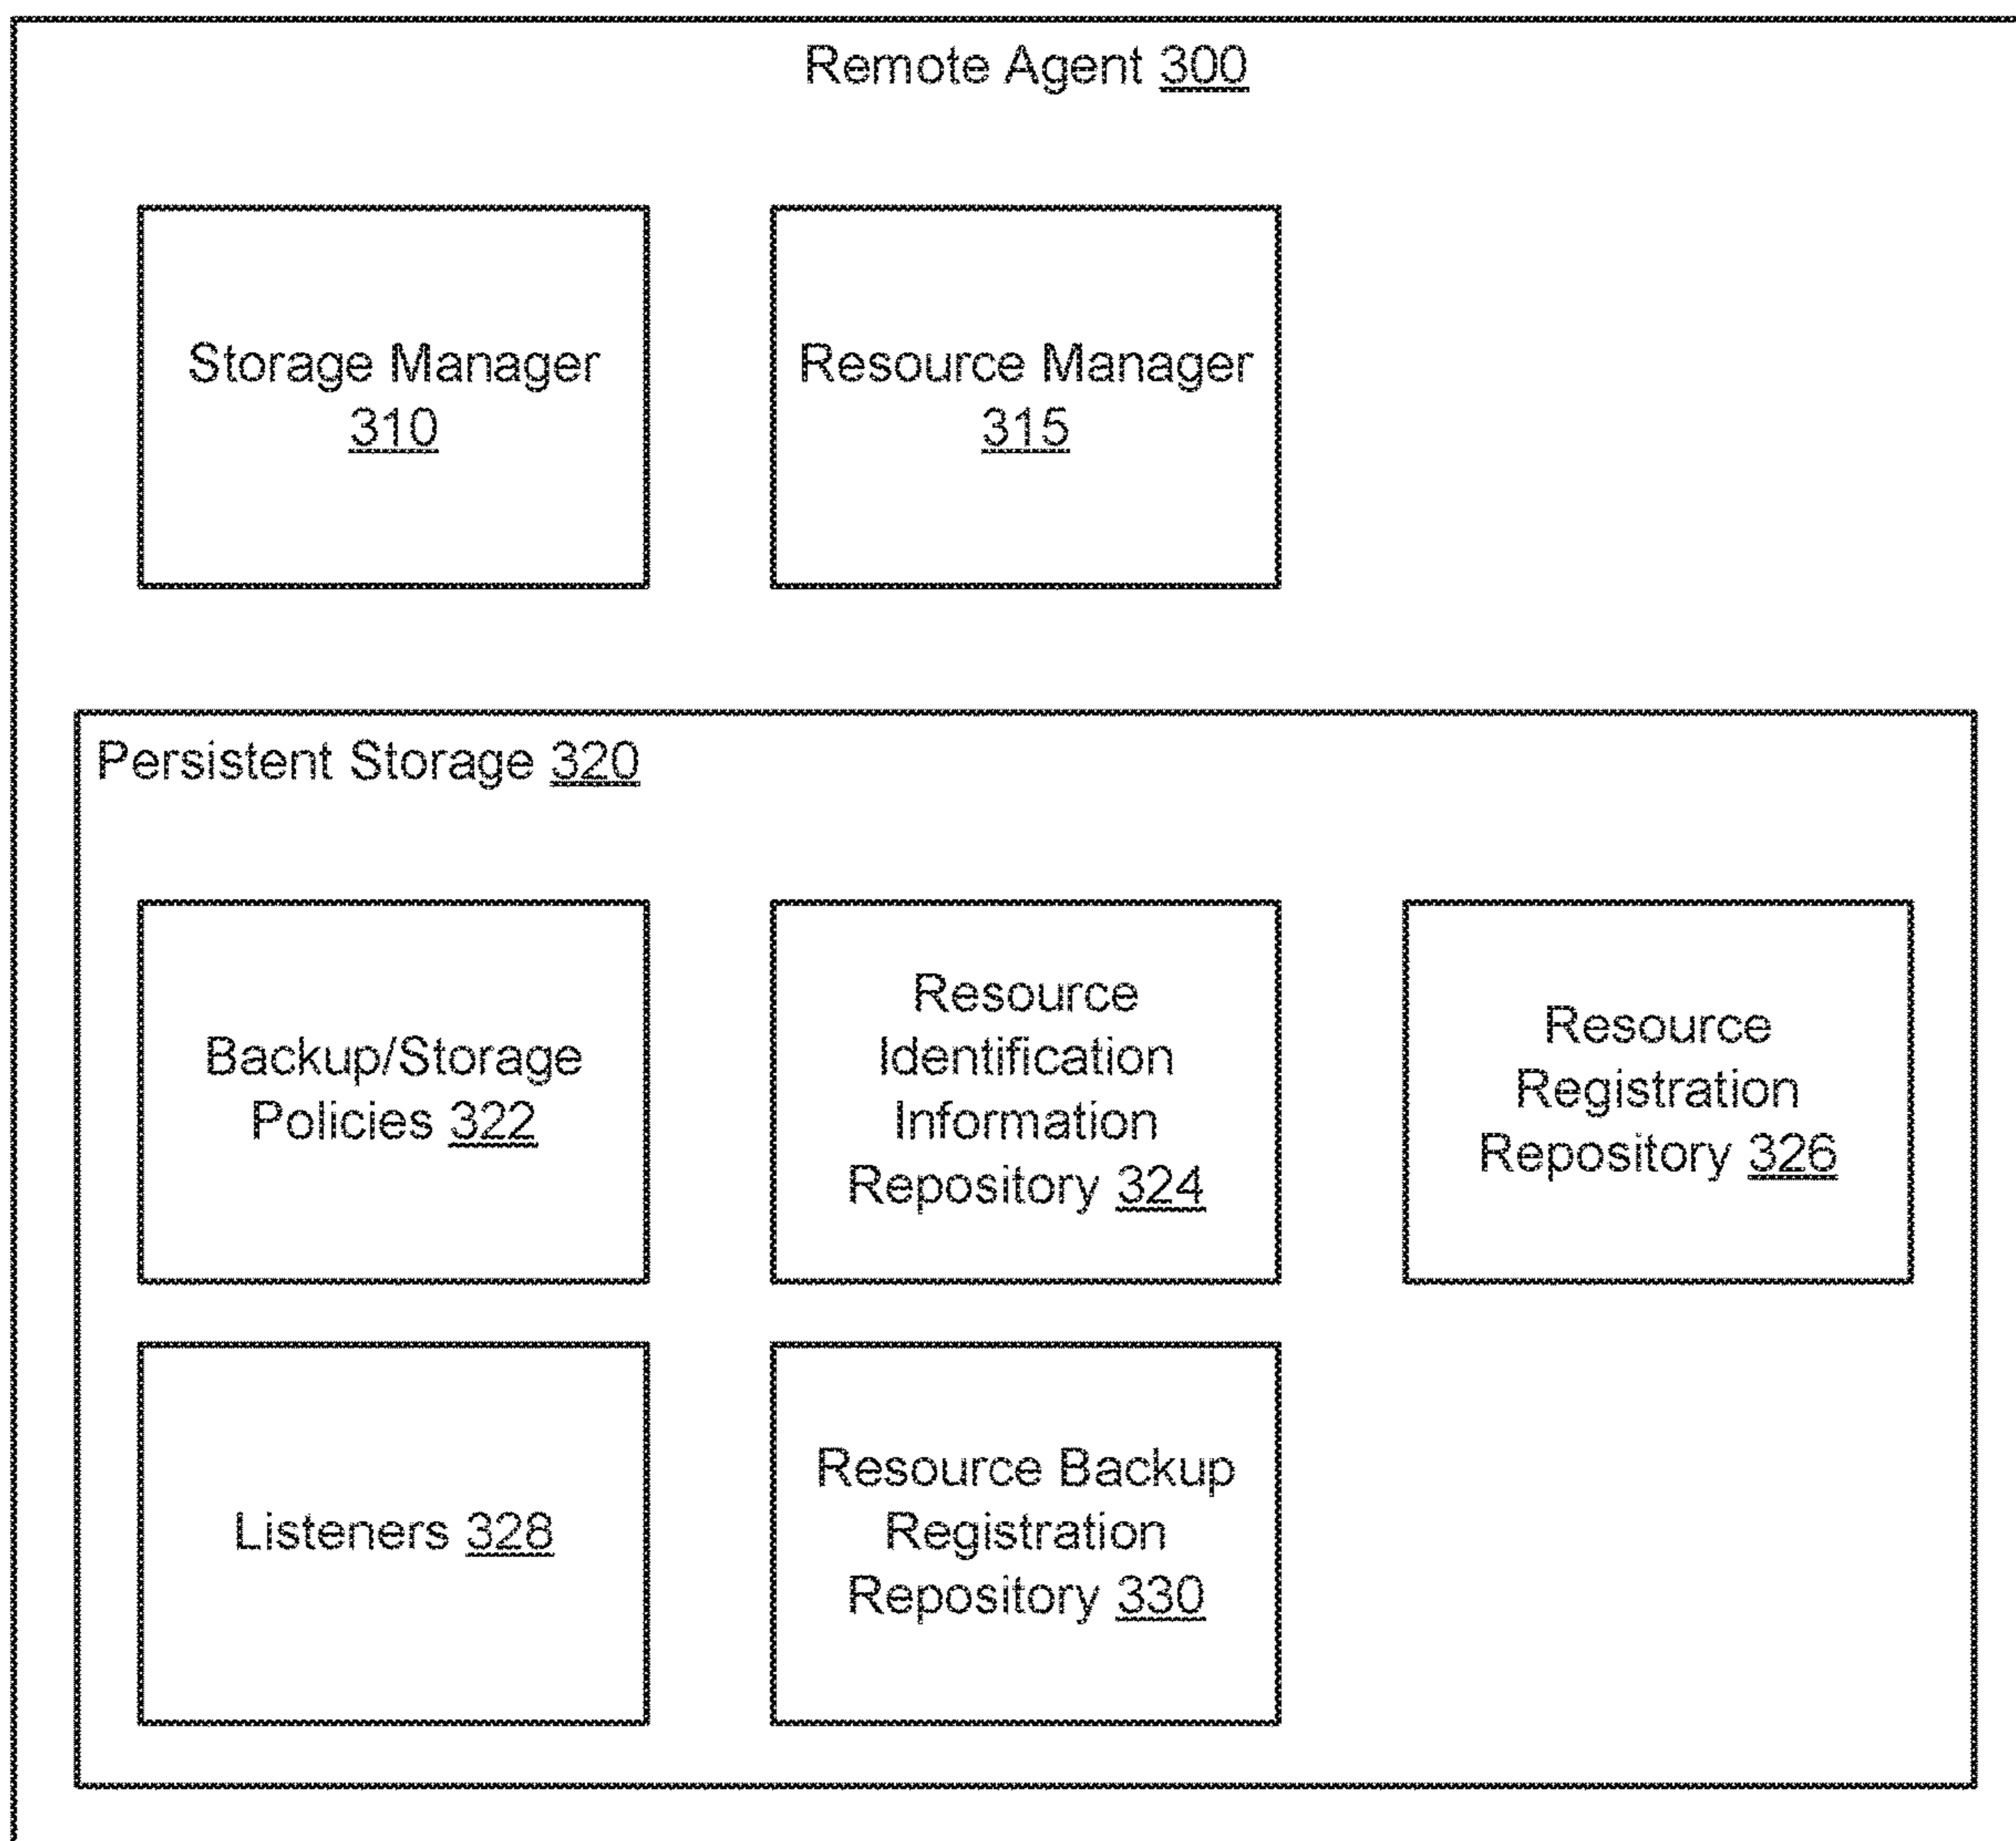 Remote Agent 300
Storage Manager
310
Resource Manager
315
Persistent Storage 320
Backup/Storage
Policies 322
Resource
Identification
Information
Repository 324
Resource
Registration
Repository 326
Listeners 328
Resource Backup
Registration
Repository 330